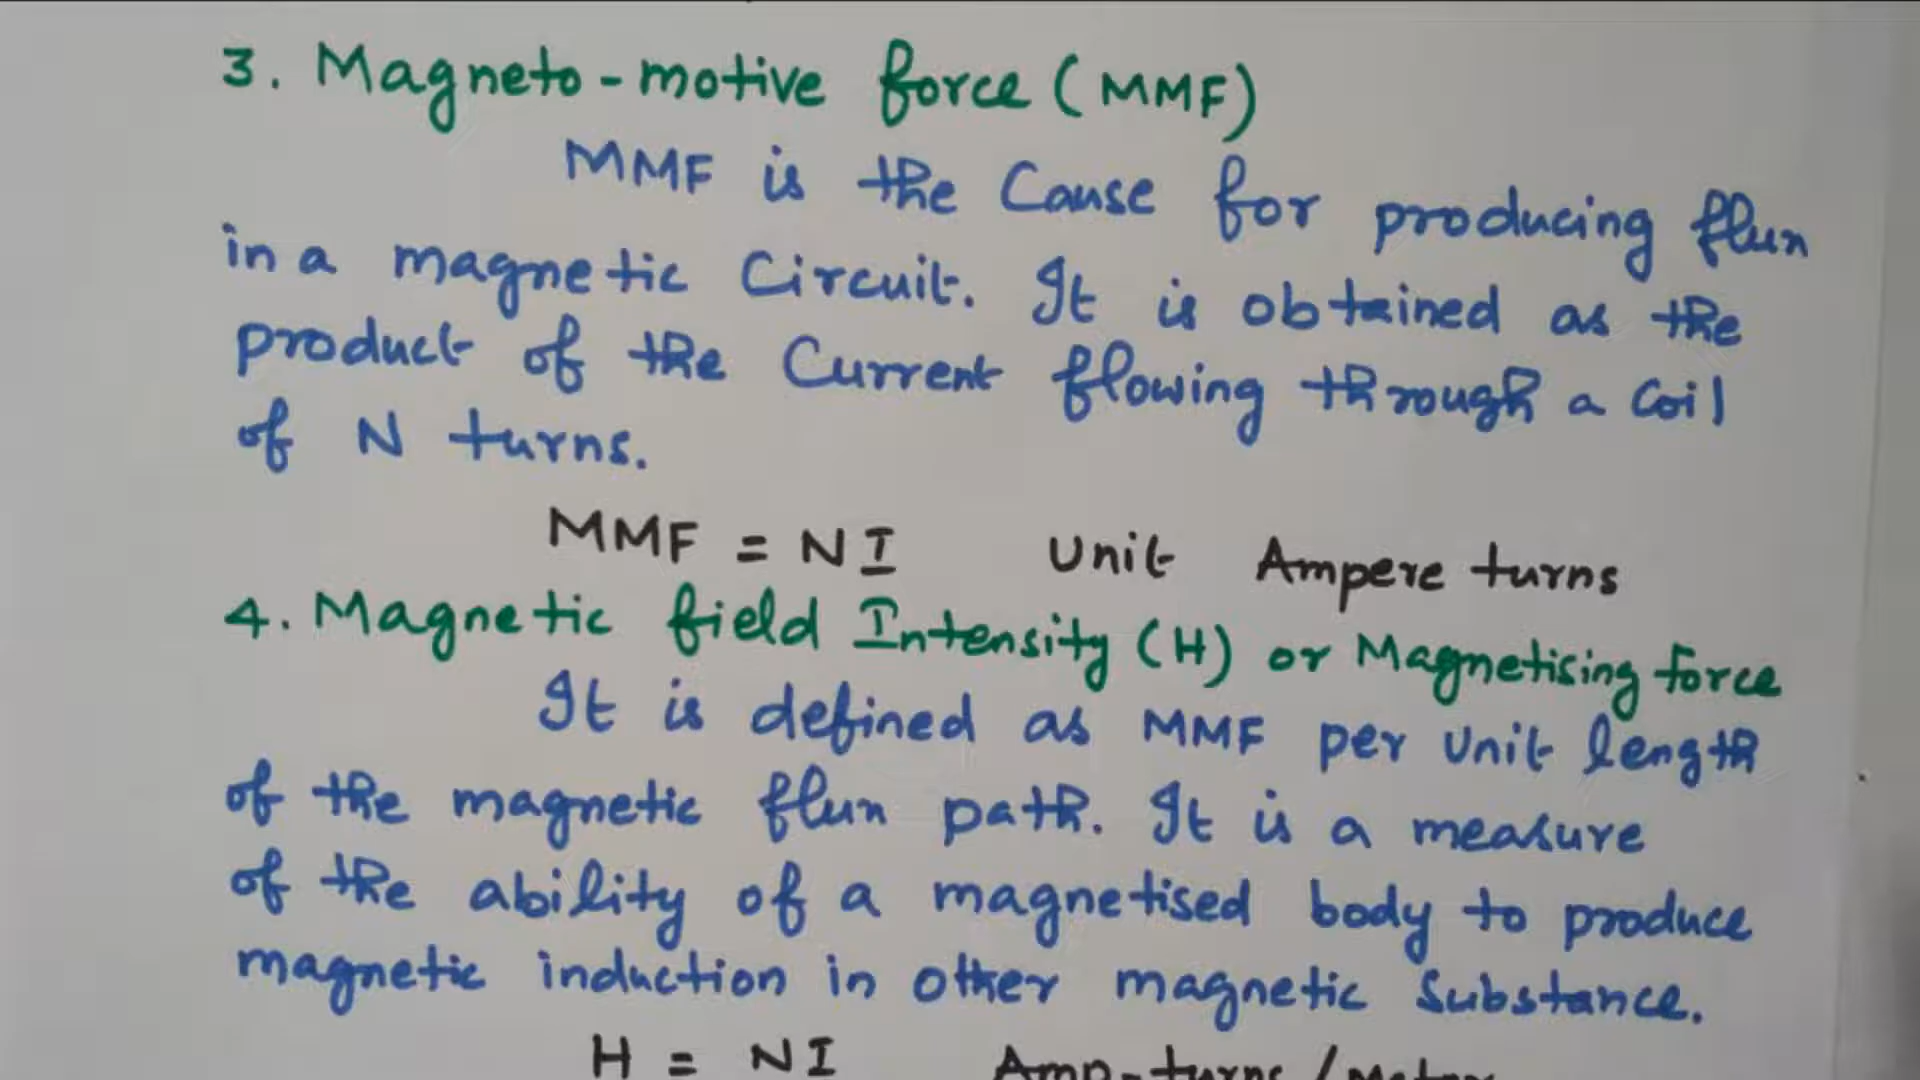 3. Magneto-motive force (MMF)
MMF is the Cause for producing flux
in a magnetic Circuit. It is obtained as the
product of the Current flowing through a Coil
of N turns.
MMF = NI Unit Ampere turns
4. Magnetic field Intensity (H) or Magnetising force
It is defined as MMF per Unit length
of the magnetic flux path. It is a measure
of the ability of a magnetised body to produce
magnetic induction in other magnetic Substance.
H = NI Amp-turns/Meter